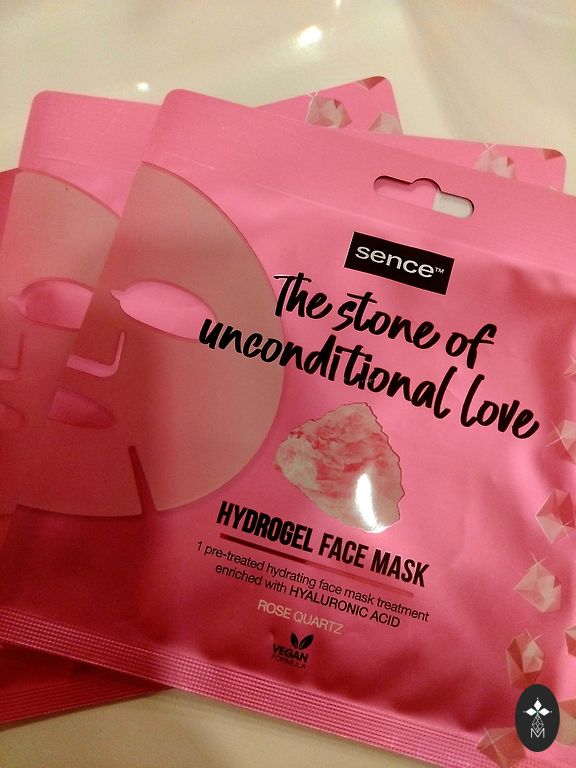 sence™
The stone of
unconditional love
HYDROGEL FACE MASK
1 pre-treated hydrating face mask treatment
enriched with HYALURONIC ACID
ROSE QUARTZ
VEGAN
FORMULA
M